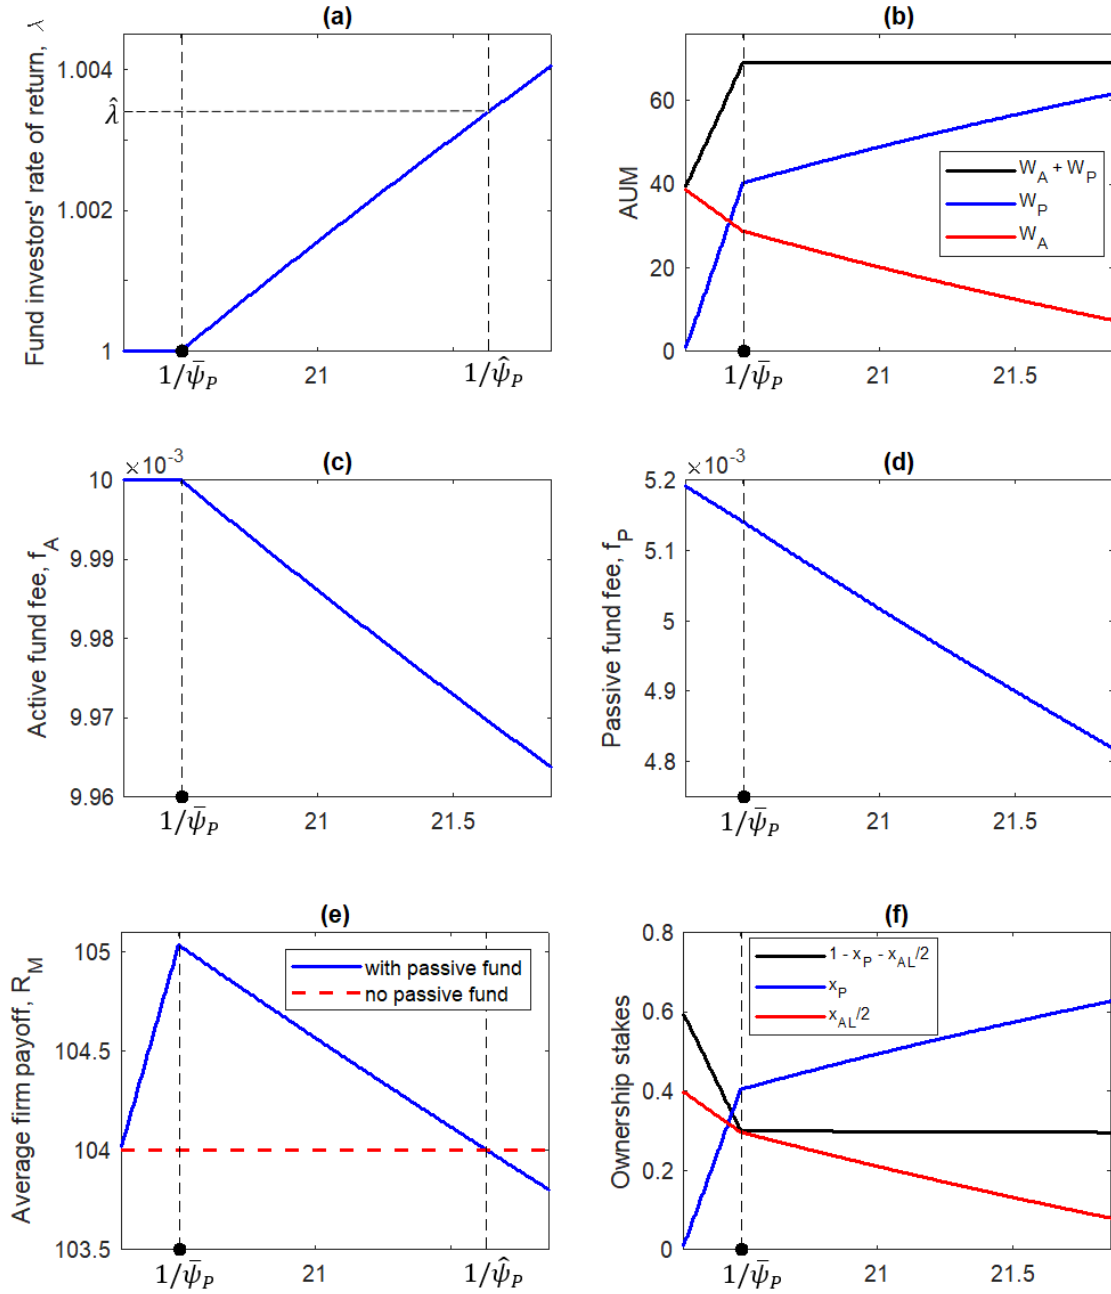 (a)
Fund investors' rate of return, λ
1.004
λ̂
1.002
1
1/ψ̄_P
21
1/ψ̂_P
(b)
AUM
60
40
20
0
W_A + W_P
W_P
W_A
1/ψ̄_P
21
21.5
(c)
×10⁻³
Active fund fee, f_A
10
9.99
9.98
9.97
9.96
1/ψ̄_P
21
21.5
(d)
×10⁻³
Passive fund fee, f_P
5.2
5.1
5
4.9
4.8
1/ψ̄_P
21
21.5
(e)
Average firm payoff, R_M
105
104.5
104
103.5
with passive fund
no passive fund
1/ψ̄_P
21
1/ψ̂_P
(f)
Ownership stakes
0.8
0.6
0.4
0.2
0
1 - x_P - x_AL/2
x_P
x_AL/2
1/ψ̄_P
21
21.5